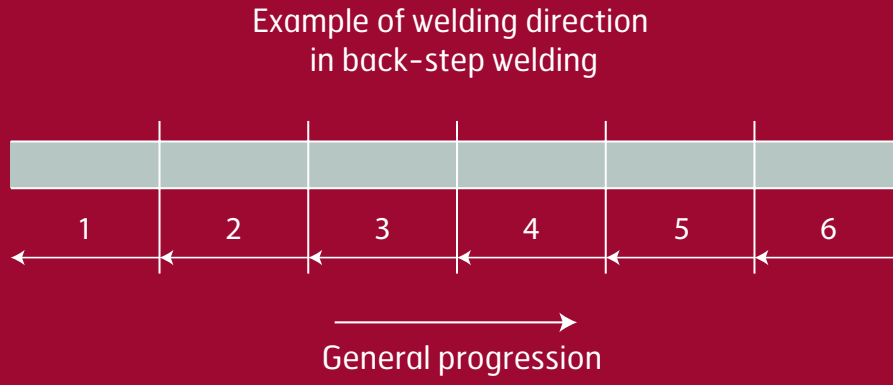 Example of welding direction
in back-step welding
1 2 3 4 5 6
General progression